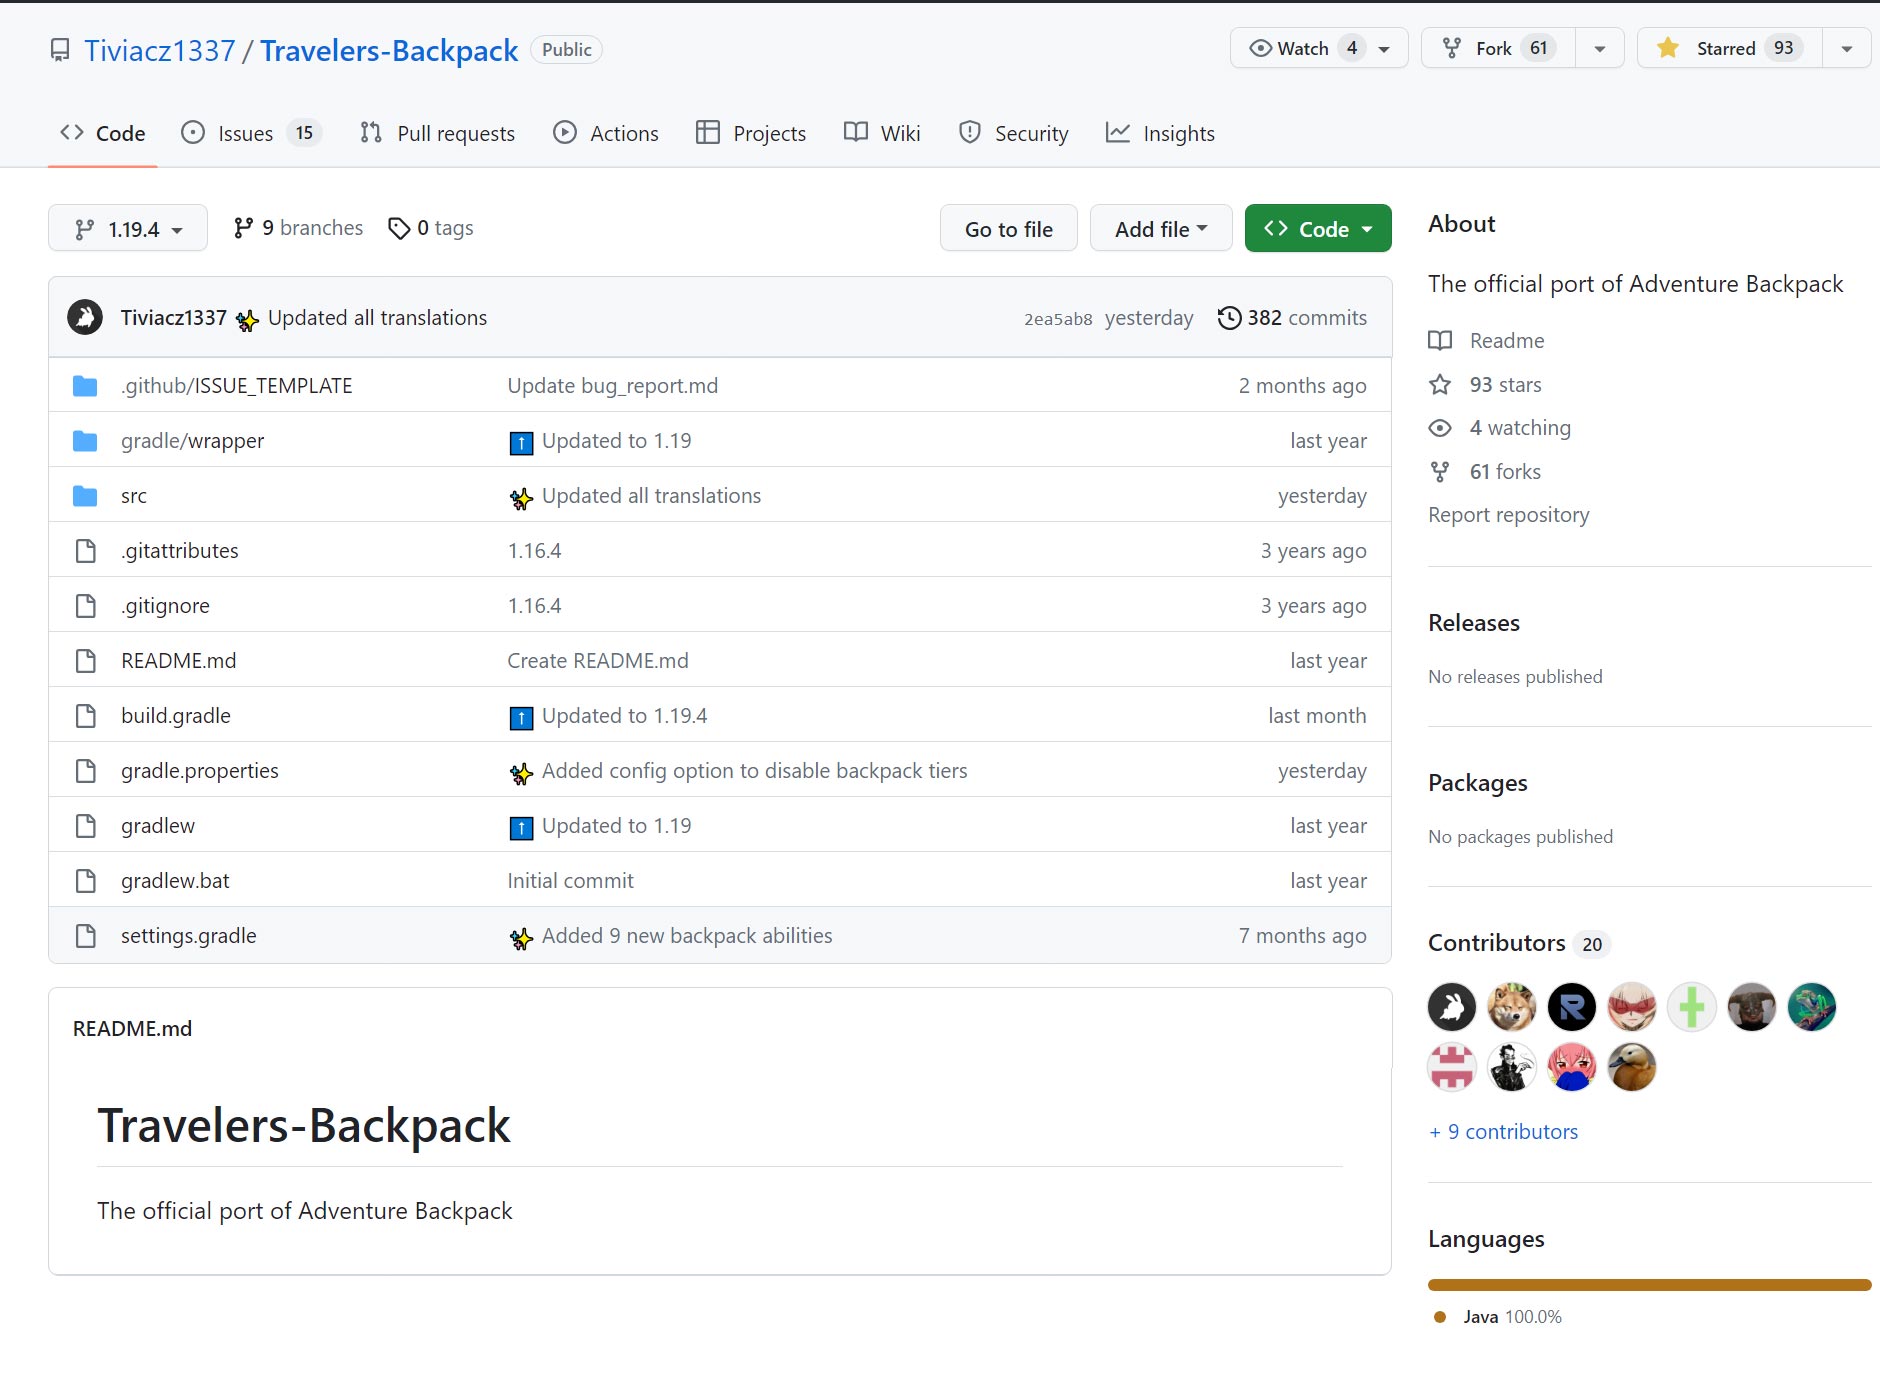 Tiviacz1337 / Travelers-Backpack Public
Watch 4 Fork 61 Starred 93
Code Issues 15 Pull requests Actions Projects Wiki Security Insights
1.19.4 9 branches 0 tags Go to file Add file Code
Tiviacz1337 Updated all translations 2ea5ab8 yesterday 382 commits
.github/ISSUE_TEMPLATE Update bug_report.md 2 months ago
gradle/wrapper Updated to 1.19 last year
src Updated all translations yesterday
.gitattributes 1.16.4 3 years ago
.gitignore 1.16.4 3 years ago
README.md Create README.md last year
build.gradle Updated to 1.19.4 last month
gradle.properties Added config option to disable backpack tiers yesterday
gradlew Updated to 1.19 last year
gradlew.bat Initial commit last year
settings.gradle Added 9 new backpack abilities 7 months ago
README.md
Travelers-Backpack
The official port of Adventure Backpack
About
The official port of Adventure Backpack
Readme
93 stars
4 watching
61 forks
Report repository
Releases
No releases published
Packages
No packages published
Contributors 20
R
+ 9 contributors
Languages
Java 100.0%